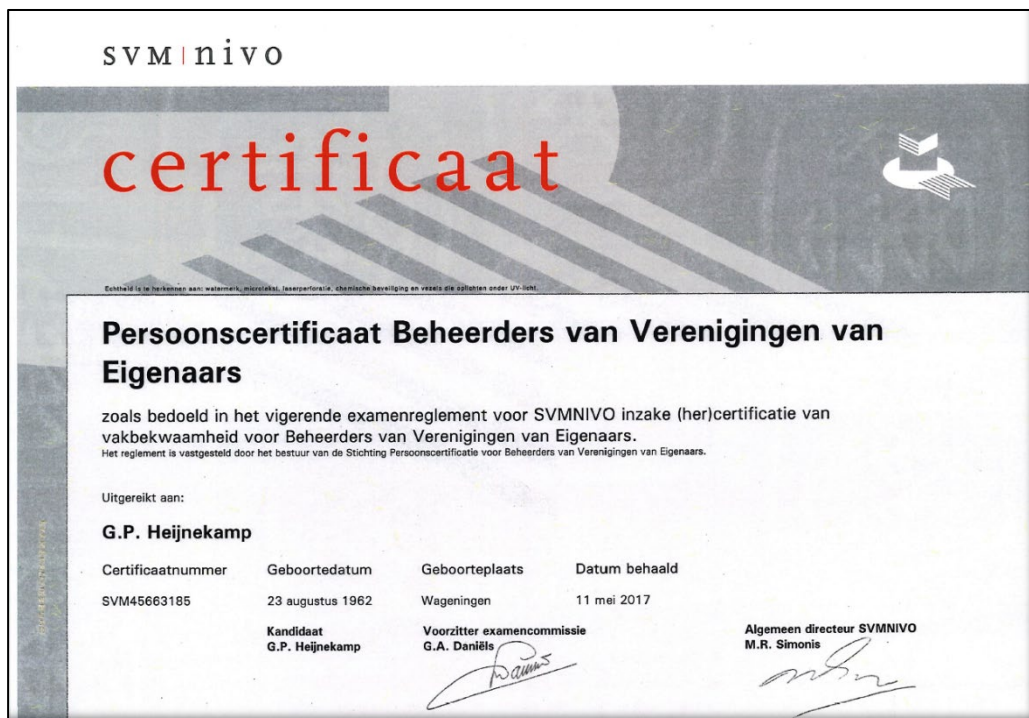 SVM|nivo
certificaat
Echtheid is te herkennen aan: watermerk, microtekst, laserperforatie, chemische beveiliging en vezels die oplichten onder UV-licht.
Persoonscertificaat Beheerders van Verenigingen van
Eigenaars
zoals bedoeld in het vigerende examenreglement voor SVMNIVO inzake (her)certificatie van
vakbekwaamheid voor Beheerders van Verenigingen van Eigenaars.
Het reglement is vastgesteld door het bestuur van de Stichting Persoonscertificatie voor Beheerders van Verenigingen van Eigenaars.
Uitgereikt aan:
G.P. Heijnekamp
Certificaatnummer Geboortedatum Geboorteplaats Datum behaald
SVM45663185 23 augustus 1962 Wageningen 11 mei 2017
Kandidaat Voorzitter examencommissie Algemeen directeur SVMNIVO
G.P. Heijnekamp G.A. Daniëls M.R. Simonis